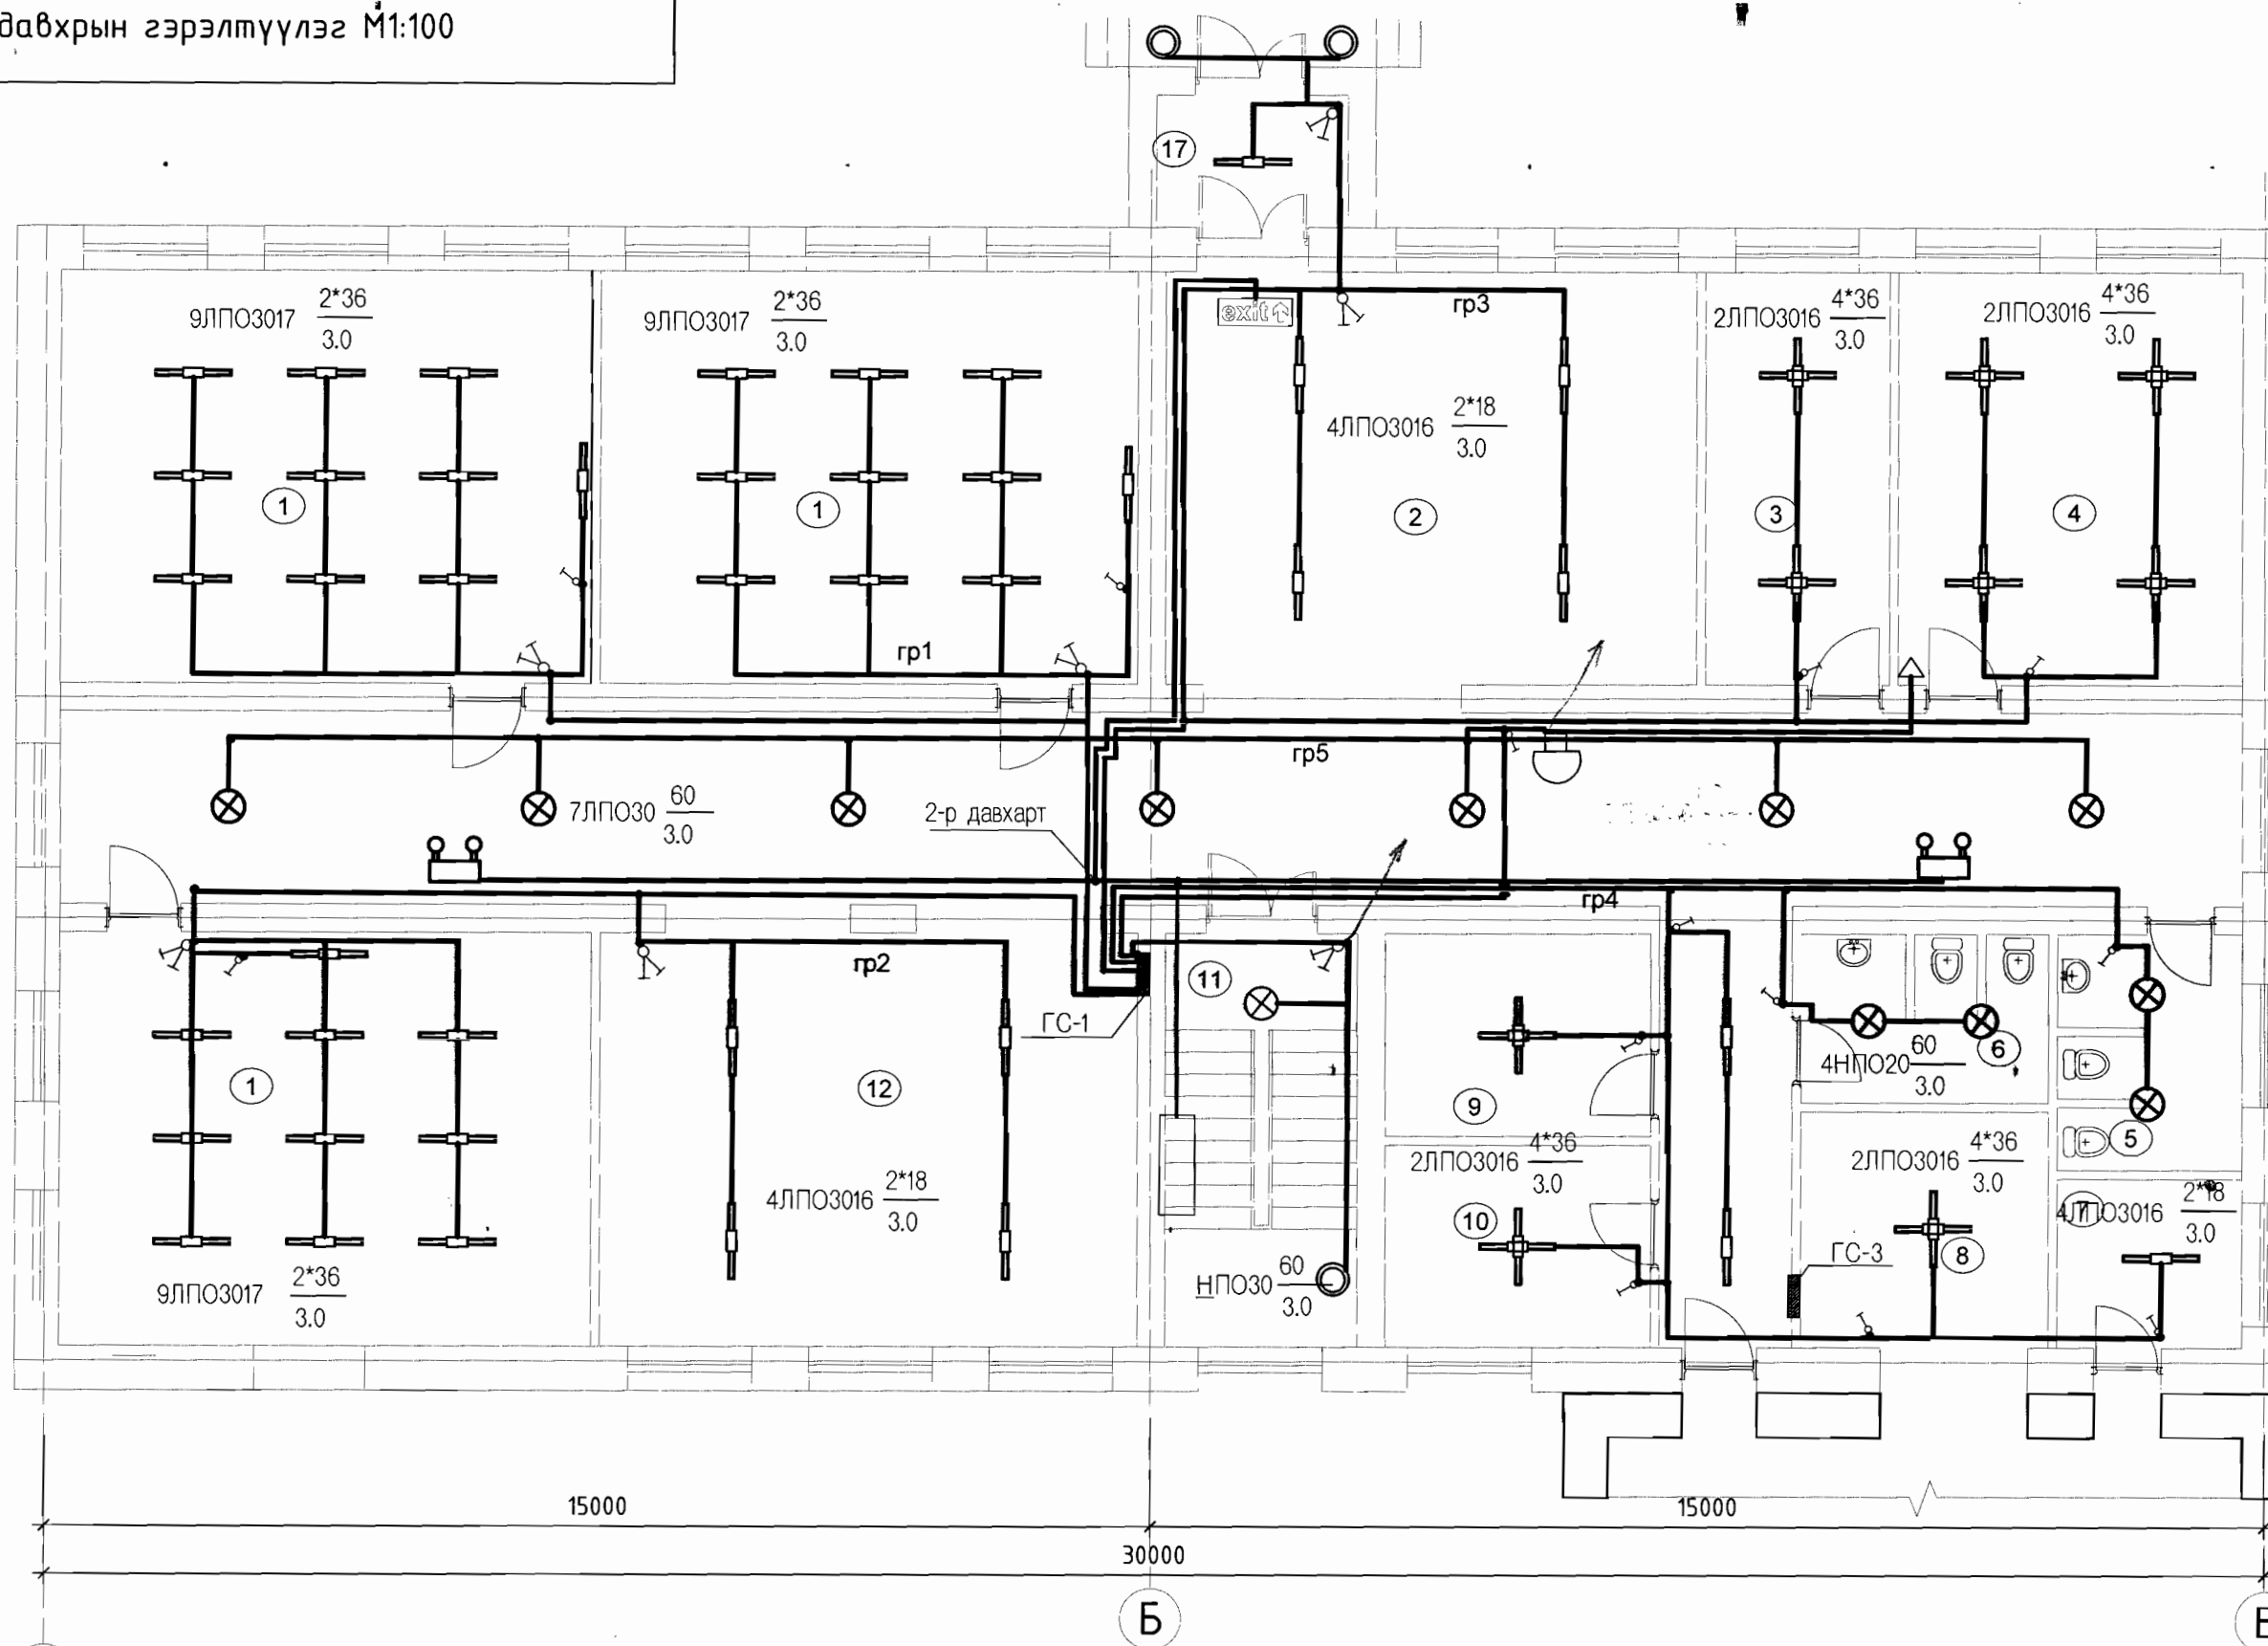 давхрын гэрэлтүүлэг М1:100
17
9ЛПО3017 2*36
3.0
9ЛПО3017 2*36
3.0
exit
гр3
2ЛПО3016 4*36
3.0
2ЛПО3016 4*36
3.0
4ЛПО3016 2*18
3.0
1
1
2
3
4
гр1
гр5
7ЛПО30 60
3.0
2-р давхарт
гр4
гр2
11
ГС-1
1
12
9
4НПО20 60
3.0
6
5
2ЛПО3016 4*36
3.0
2ЛПО3016 4*36
3.0
4ЛПО3016 2*18
3.0
10
7
4ЛПО3016 2*18
3.0
ГС-3
8
НПО30 60
3.0
9ЛПО3017 2*36
3.0
15000
15000
30000
Б